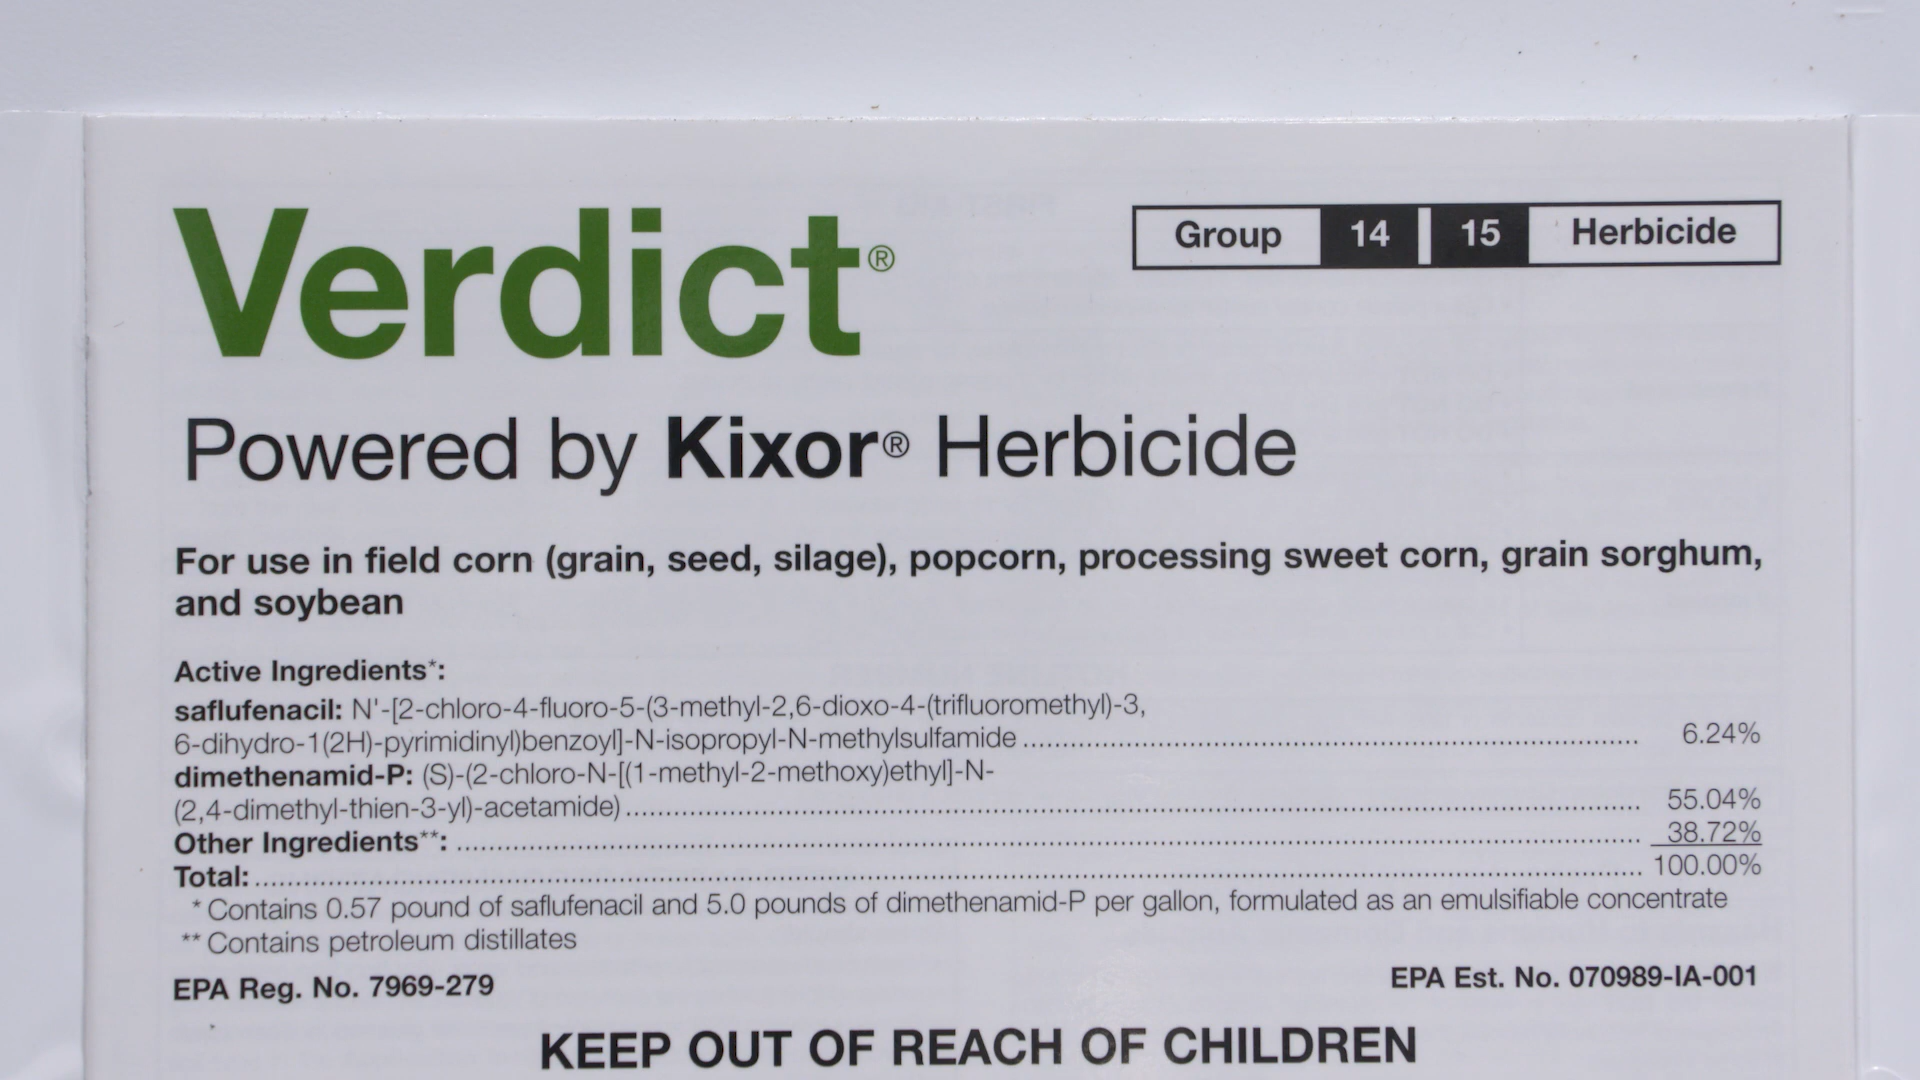 Verdict®
Group 14 15 Herbicide
Powered by Kixor® Herbicide
For use in field corn (grain, seed, silage), popcorn, processing sweet corn, grain sorghum,
and soybean
Active Ingredients*:
saflufenacil: N'-[2-chloro-4-fluoro-5-(3-methyl-2,6-dioxo-4-(trifluoromethyl)-3,
6-dihydro-1(2H)-pyrimidinyl)benzoyl]-N-isopropyl-N-methylsulfamide 6.24%
dimethenamid-P: (S)-(2-chloro-N-[(1-methyl-2-methoxy)ethyl]-N-
(2,4-dimethyl-thien-3-yl)-acetamide) 55.04%
Other Ingredients**: 38.72%
Total: 100.00%
* Contains 0.57 pound of saflufenacil and 5.0 pounds of dimethenamid-P per gallon, formulated as an emulsifiable concentrate
** Contains petroleum distillates
EPA Reg. No. 7969-279
EPA Est. No. 070989-IA-001
KEEP OUT OF REACH OF CHILDREN